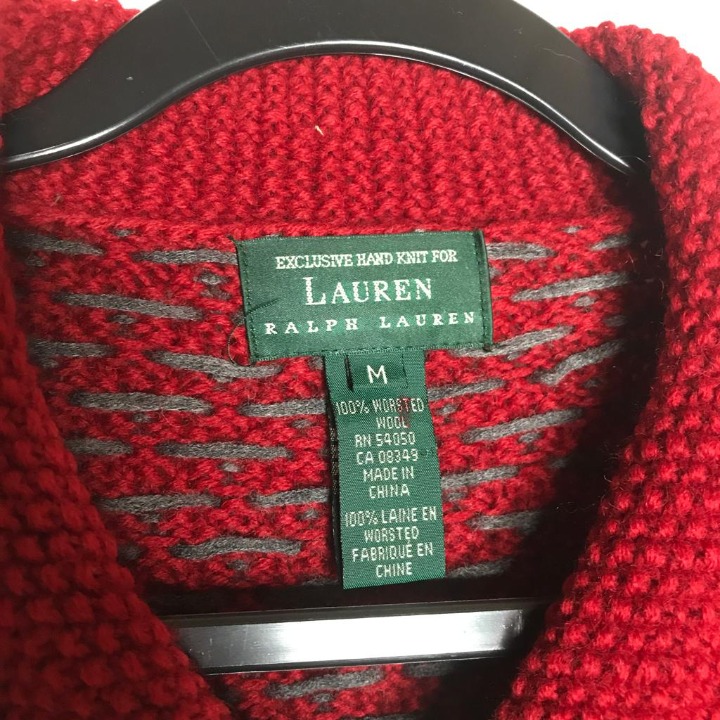 EXCLUSIVE HAND KNIT FOR
LAUREN
RALPH LAUREN
M
100% WORSTED
WOOL
RN 54050
CA 08349
MADE IN
CHINA
100% LAINE EN
WORSTED
FABRIQUÉ EN
CHINE